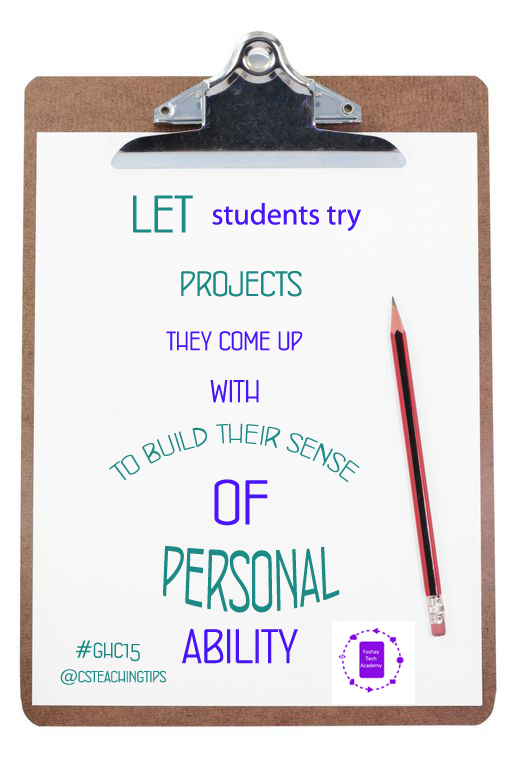 LET students try
PROJECTS
THEY COME UP
WITH
TO BUILD THEIR SENSE
OF
PERSONAL
ABILITY
#GHC15
@CSTEACHINGTIPS
Foshay
Tech
Academy